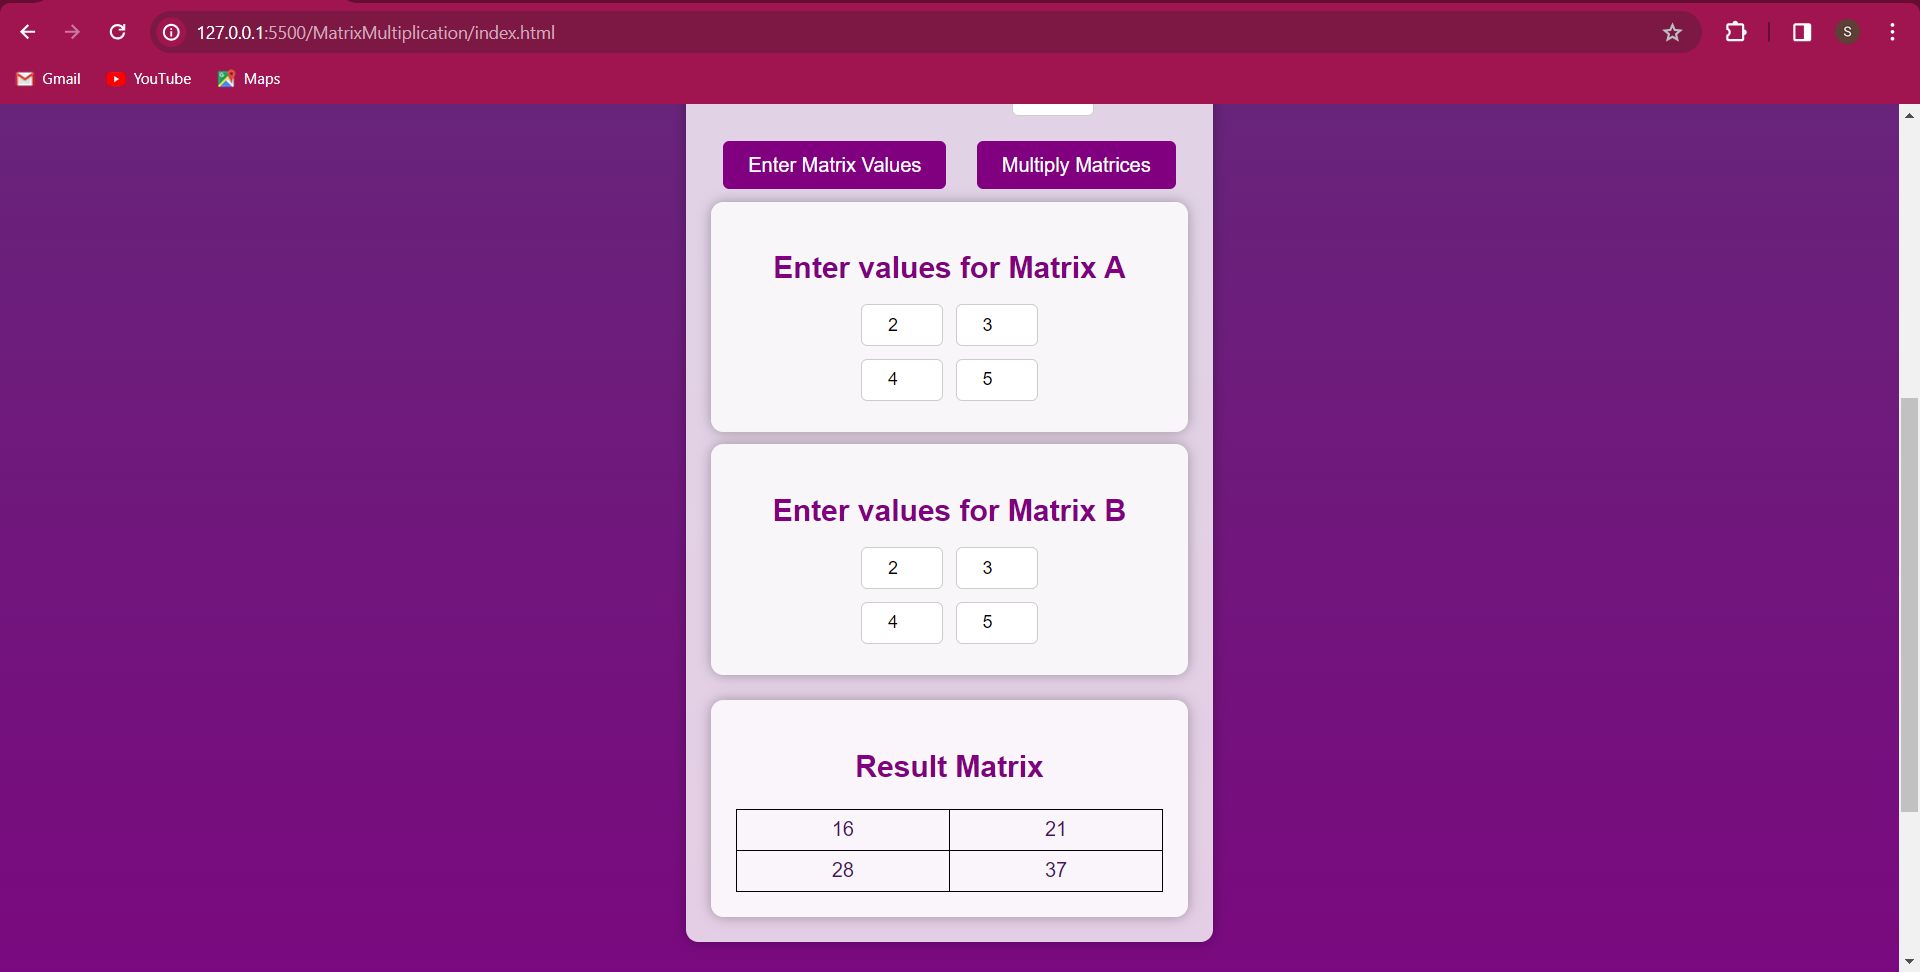 127.0.0.1:5500/MatrixMultiplication/index.html
S
Gmail YouTube Maps
Enter Matrix Values Multiply Matrices
Enter values for Matrix A
2 3
4 5
Enter values for Matrix B
2 3
4 5
Result Matrix
16 21
28 37